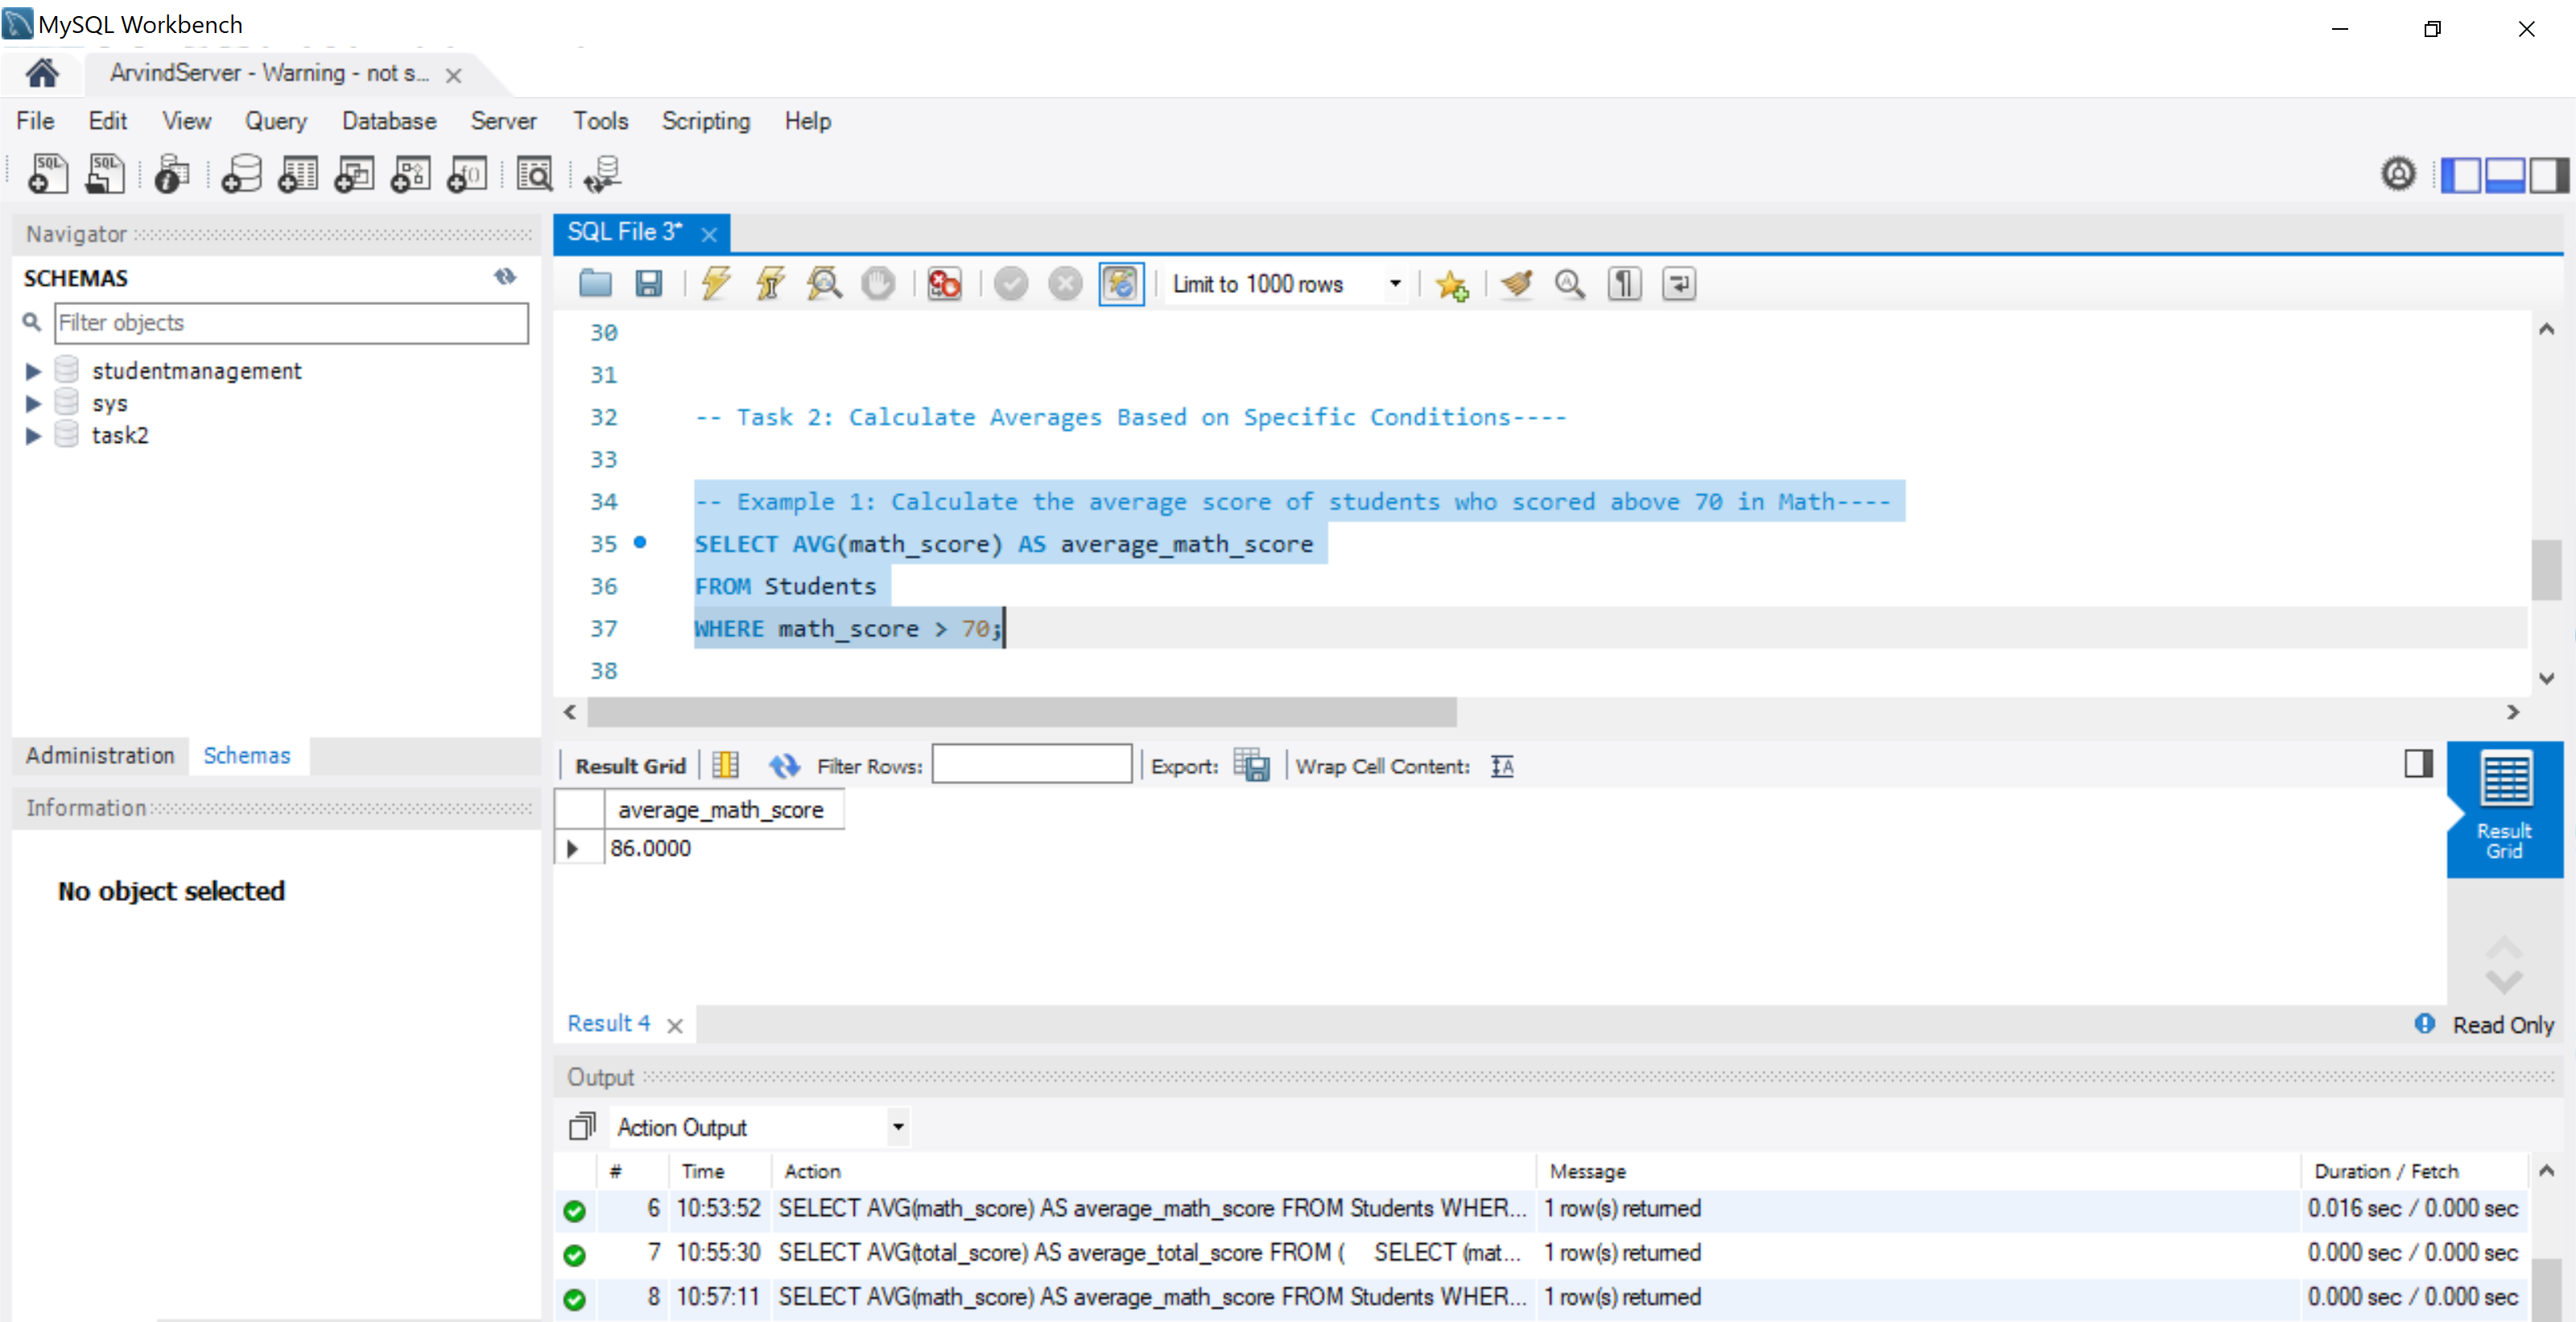 MySQL Workbench
ArvindServer - Warning - not s...
File Edit View Query Database Server Tools Scripting Help
Navigator
SCHEMAS
Filter objects
studentmanagement
sys
task2
Administration Schemas
Information
No object selected
SQL File 3*
Limit to 1000 rows
30
31
32 -- Task 2: Calculate Averages Based on Specific Conditions----
33
34 -- Example 1: Calculate the average score of students who scored above 70 in Math----
35 SELECT AVG(math_score) AS average_math_score
36 FROM Students
37 WHERE math_score > 70;
38
Result Grid Filter Rows: Export: Wrap Cell Content:
average_math_score
86.0000
Result
Grid
Result 4 Read Only
Output
Action Output
# Time Action Message Duration / Fetch
6 10:53:52 SELECT AVG(math_score) AS average_math_score FROM Students WHER... 1 row(s) returned 0.016 sec / 0.000 sec
7 10:55:30 SELECT AVG(total_score) AS average_total_score FROM ( SELECT (mat... 1 row(s) returned 0.000 sec / 0.000 sec
8 10:57:11 SELECT AVG(math_score) AS average_math_score FROM Students WHER... 1 row(s) returned 0.000 sec / 0.000 sec